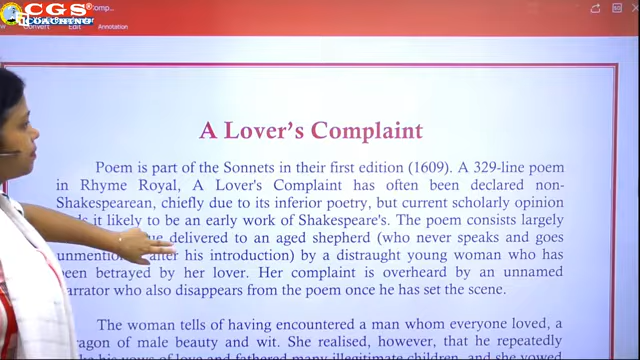 CGS
COACHING
omp...
Convert Edit Annotation
A Lover's Complaint
Poem is part of the Sonnets in their first edition (1609). A 329-line poem
in Rhyme Royal, A Lover's Complaint has often been declared non-
Shakespearean, chiefly due to its inferior poetry, but current scholarly opinion
it likely to be an early work of Shakespeare's. The poem consists largely
delivered to an aged shepherd (who never speaks and goes
after his introduction) by a distraught young woman who has
been betrayed by her lover. Her complaint is overheard by an unnamed
narrator who also disappears from the poem once he has set the scene.
The woman tells of having encountered a man whom everyone loved, a
paragon of male beauty and wit. She realised, however, that he repeatedly
his vows of love and fathered many illegitimate children, and she vowed